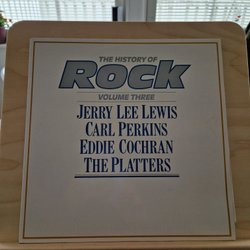 THE HISTORY OF
ROCK
VOLUME THREE
JERRY LEE LEWIS
CARL PERKINS
EDDIE COCHRAN
THE PLATTERS